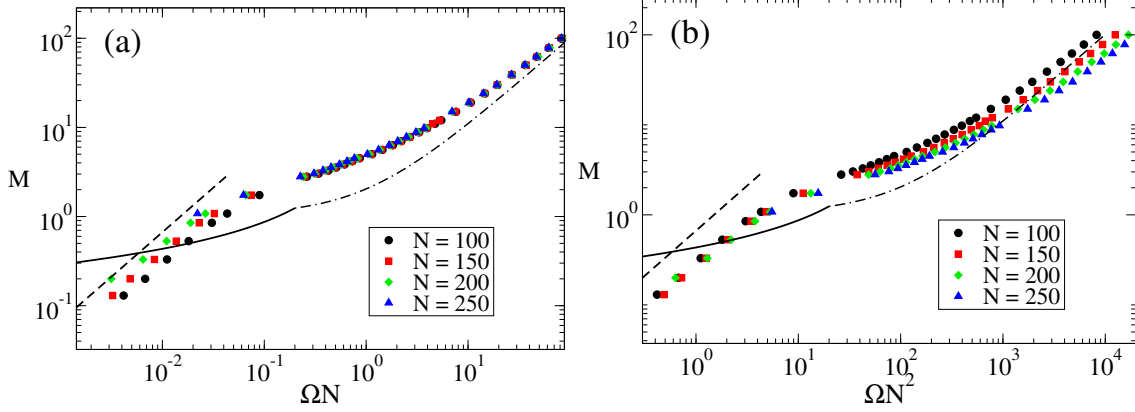 (a)
10^2
10^1
M
10^0
10^-1
N = 100
N = 150
N = 200
N = 250
10^-2 10^-1 10^0 10^1
ΩN
(b)
10^2
M
10^0
N = 100
N = 150
N = 200
N = 250
10^0 10^1 10^2 10^3 10^4
ΩN^2